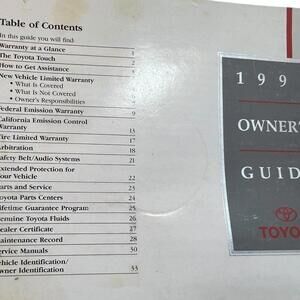 Table of Contents
In this guide you will find:
Warranty at a Glance 1
The Toyota Touch 2
How to Get Assistance
New Vehicle Limited Warranty
• What Is Covered
• What Is Not Covered
• Owner's Responsibilities
Federal Emission Warranty 9
California Emission Control
Warranty 13
Tire Limited Warranty 17
Arbitration 18
Safety Belt/Audio Systems 21
Extended Protection for
Your Vehicle 22
Parts and Service 23
Toyota Parts Centers 24
Lifetime Guarantee Program 25
Genuine Toyota Fluids 26
Dealer Certificate 27
Maintenance Record 28
Service Manuals 30
Vehicle Identification/
Owner Identification 33
199
OWNER'
GUID
TOYO